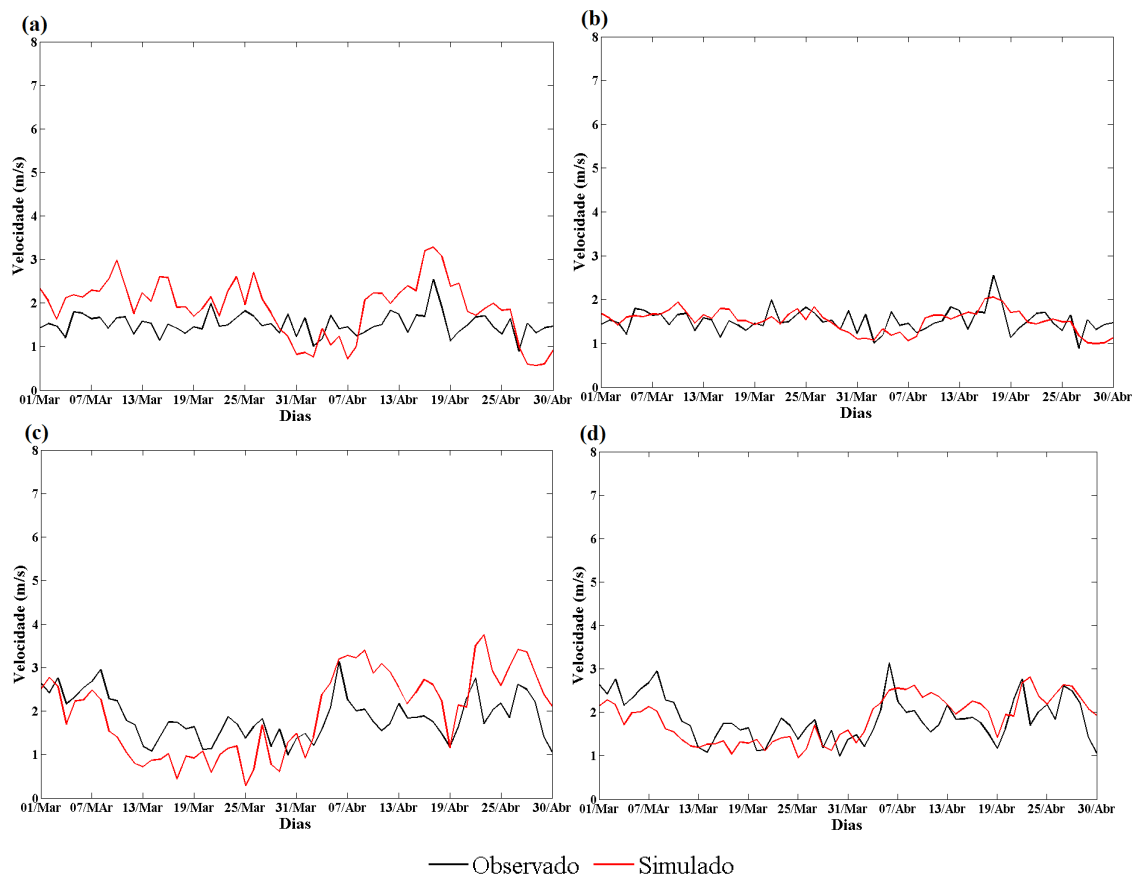 (a)
8
7
6
5
4
3
2
1
0
Velocidade (m/s)
01/Mar 07/MAr 13/Mar 19/Mar 25/Mar 31/Mar 07/Abr 13/Abr 19/Abr 25/Abr 30/Abr
Dias
(b)
8
7
6
5
4
3
2
1
0
Velocidade (m/s)
01/Mar 07/MAr 13/Mar 19/Mar 25/Mar 31/Mar 07/Abr 13/Abr 19/Abr 25/Abr 30/Abr
Dias
(c)
8
7
6
5
4
3
2
1
0
Velocidade (m/s)
01/Mar 07/MAr 13/Mar 19/Mar 25/Mar 31/Mar 07/Abr 13/Abr 19/Abr 25/Abr 30/Abr
Dias
(d)
8
7
6
5
4
3
2
1
0
Velocidade (m/s)
01/Mar 07/Mar 13/Mar 19/Mar 25/Mar 31/Mar 07/Abr 13/Abr 19/Abr 25/Abr 30/Abr
Dias
Observado Simulado